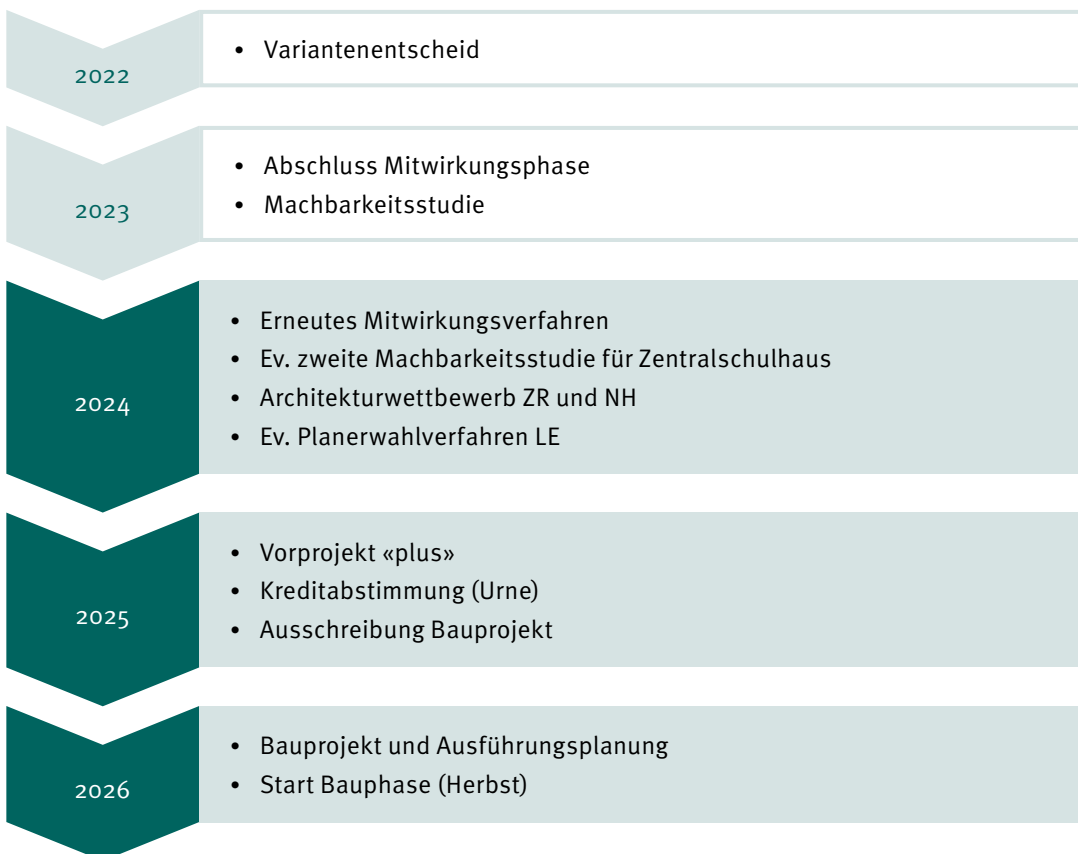 2022
• Variantenentscheid
2023
• Abschluss Mitwirkungsphase
• Machbarkeitsstudie
2024
• Erneutes Mitwirkungsverfahren
• Ev. zweite Machbarkeitsstudie für Zentralschulhaus
• Architekturwettbewerb ZR und NH
• Ev. Planerwahlverfahren LE
2025
• Vorprojekt «plus»
• Kreditabstimmung (Urne)
• Ausschreibung Bauprojekt
2026
• Bauprojekt und Ausführungsplanung
• Start Bauphase (Herbst)